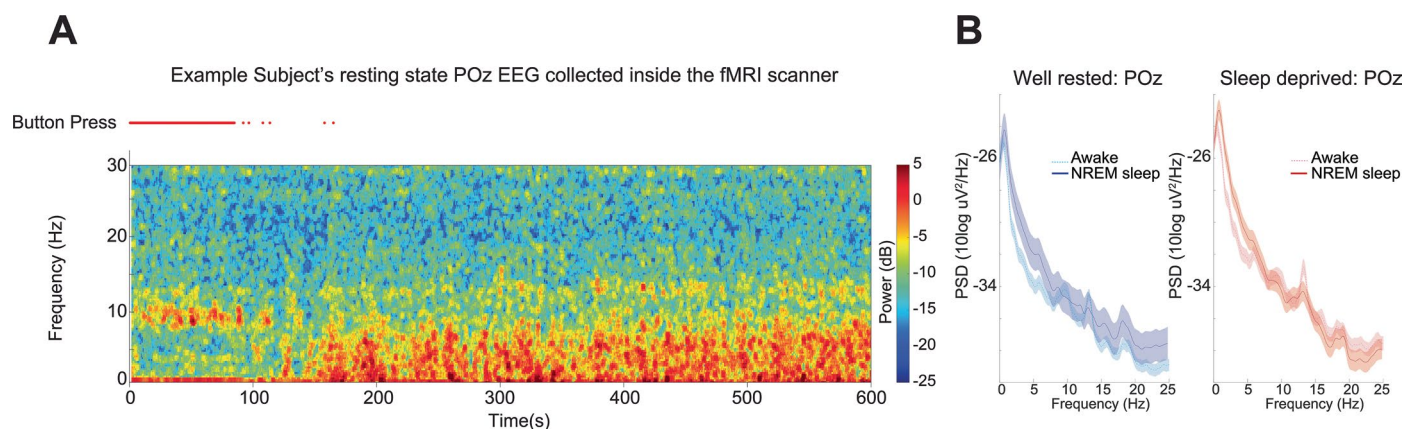 A
Example Subject's resting state POz EEG collected inside the fMRI scanner
Button Press
30
20
10
0
Frequency (Hz)
0
100
200
300
400
500
600
Time(s)
5
0
-5
-10
-15
-20
-25
Power (dB)
B
Well rested: POz
-26
-34
PSD (10log uV²/Hz)
Awake
NREM sleep
0
5
10
15
20
25
Frequency (Hz)
Sleep deprived: POz
-26
-34
PSD (10log uV²/Hz)
Awake
NREM sleep
0
5
10
15
20
25
Frequency (Hz)